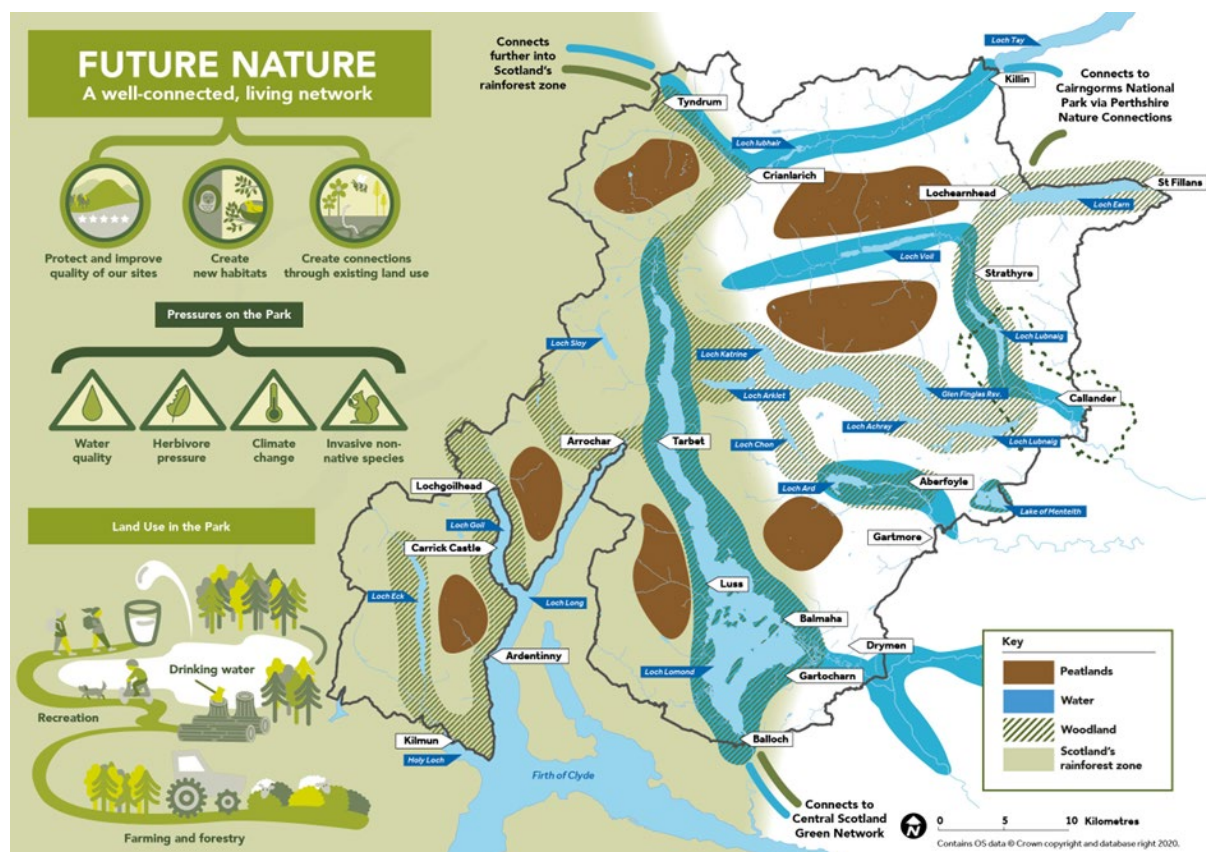 FUTURE NATURE
A well-connected, living network
Protect and improve
quality of our sites
Create
new habitats
Create connections
through existing land use
Pressures on the Park
Water
quality
Herbivore
pressure
Climate
change
Invasive non-
native species
Land Use in the Park
Drinking water
Recreation
Farming and forestry
Connects
further into
Scotland's
rainforest zone
Connects to
Cairngorms National
Park via Perthshire
Nature Connections
Loch Tay
Killin
Tyndrum
Loch Iubhair
Crianlarich
Lochearnhead
St Fillans
Loch Earn
Loch Voil
Strathyre
Loch Sloy
Loch Katrine
Loch Lubnaig
Loch Arklet
Glen Finglas Rsv.
Callander
Arrochar
Tarbet
Loch Chon
Loch Achray
Loch Lubnaig
Lochgoilhead
Loch Ard
Aberfoyle
Lake of Menteith
Loch Goil
Gartmore
Carrick Castle
Loch Eck
Loch Long
Luss
Balmaha
Drymen
Ardentinny
Loch Lomond
Gartocharn
Kilmun
Holy Loch
Balloch
Firth of Clyde
Connects to
Central Scotland
Green Network
Key
Peatlands
Water
Woodland
Scotland's
rainforest zone
N
0 5 10 Kilometres
Contains OS data © Crown copyright and database right 2020.